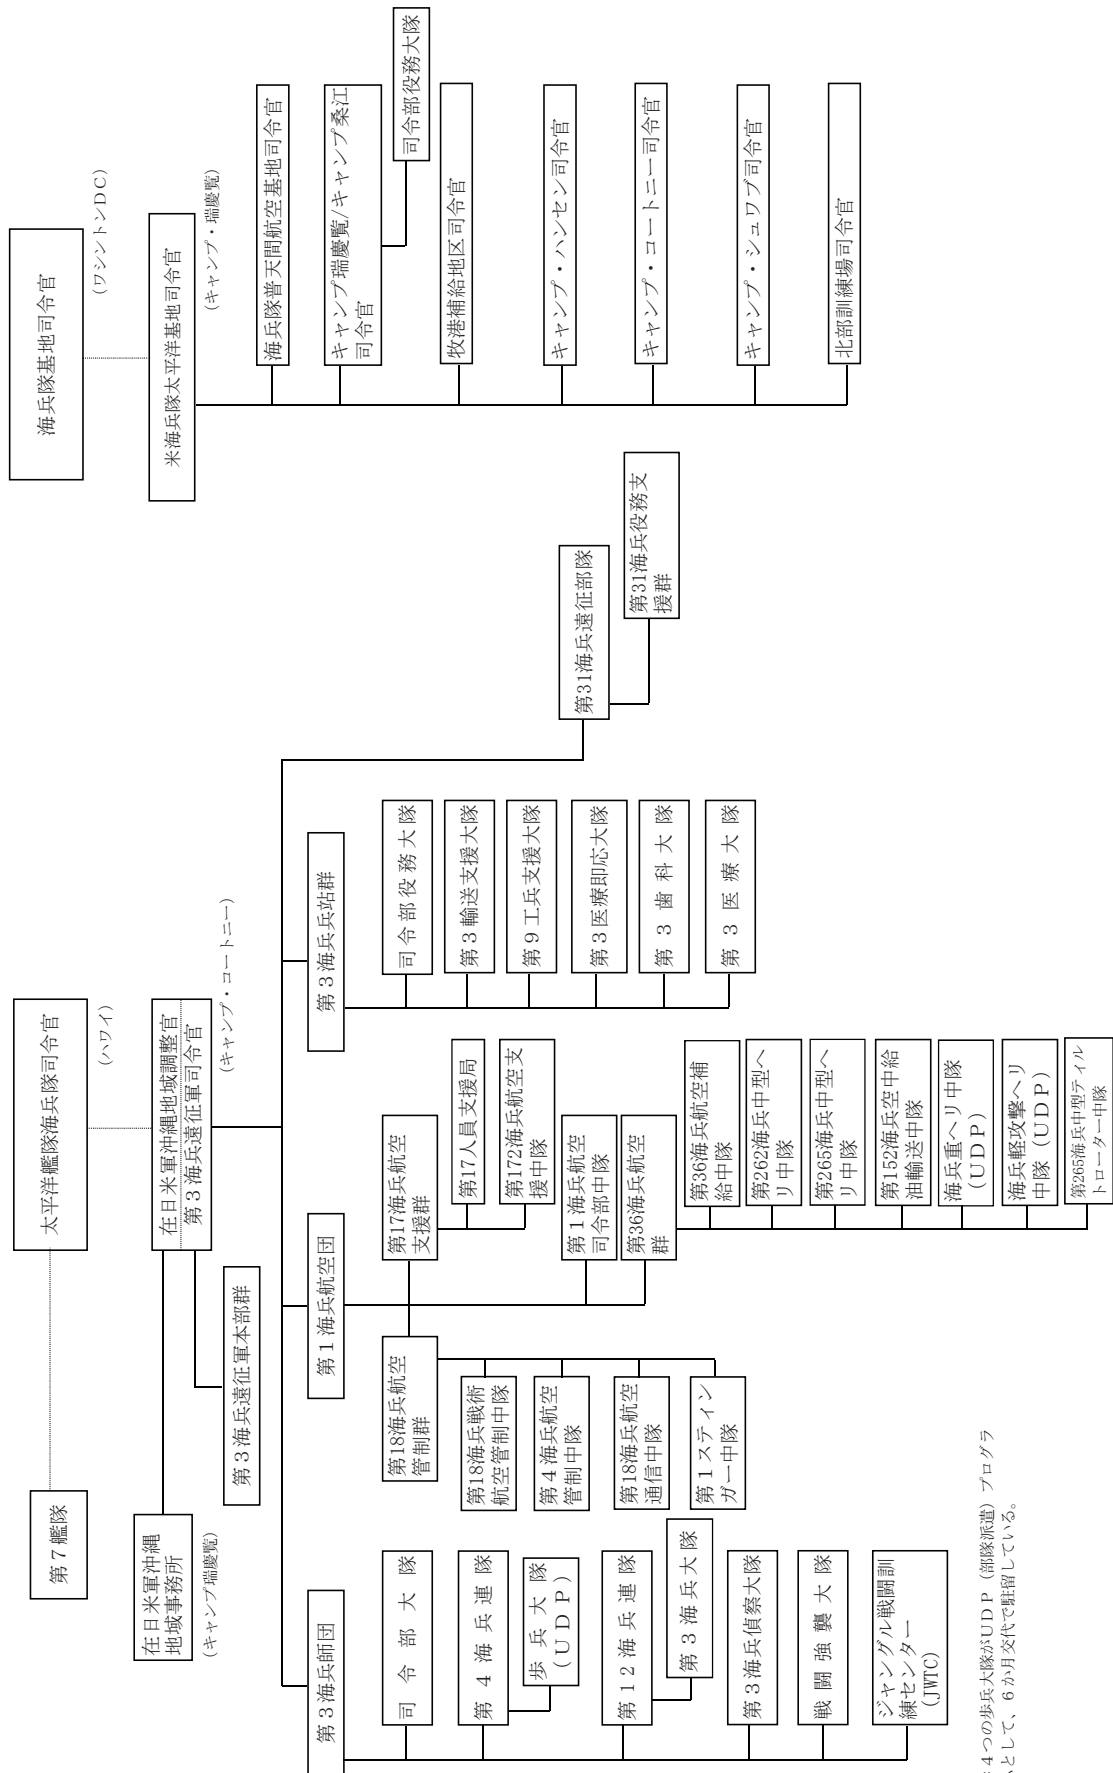 第７艦隊
太平洋艦隊海兵隊司令官
(ハワイ)
海兵隊基地司令官
(ワシントンDC)
在日米軍沖縄
地域事務所
(キャンプ瑞慶覧)
在日米軍沖縄地域調整官
第３海兵遠征軍司令官
(キャンプ・コートニー)
米海兵隊太平洋基地司令官
(キャンプ・瑞慶覧)
第３海兵遠征軍本部群
第３海兵師団
司令部大隊
第４海兵連隊
歩兵大隊
(ＵＤＰ)
第１２海兵連隊
第３海兵大隊
第３海兵偵察大隊
戦闘強襲大隊
ジャングル戦闘訓
練センター
(JWTC)
第１海兵航空団
第18海兵航空
管制群
第18海兵戦術
航空管制中隊
第４海兵航空
管制中隊
第18海兵航空
通信中隊
第１スティン
ガー中隊
第17海兵航空
支援群
第17人員支援局
第172海兵航空支
援中隊
第１海兵航空
司令部中隊
第36海兵航空
群
第36海兵航空補
給中隊
第262海兵中型ヘ
リ中隊
第265海兵中型ヘ
リ中隊
第152海兵空中給
油輸送中隊
海兵重ヘリ中隊
(ＵＤＰ)
海兵軽攻撃ヘリ
中隊（ＵＤＰ）
第265海兵中型ティル
トローター中隊
第３海兵兵站群
司令部役務大隊
第３輸送支援大隊
第９工兵支援大隊
第３医療即応大隊
第３歯科大隊
第３医療大隊
第31海兵遠征部隊
第31海兵役務支
援群
海兵隊普天間航空基地司令官
キャンプ瑞慶覧/キャンプ桑江
司令官
司令部役務大隊
牧港補給地区司令官
キャンプ・ハンセン司令官
キャンプ・コートニー司令官
キャンプ・シュワブ司令官
北部訓練場司令官
４つの歩兵大隊がＵＤＰ（部隊派遣）プログラ
ムとして、６か月交代で駐留している。